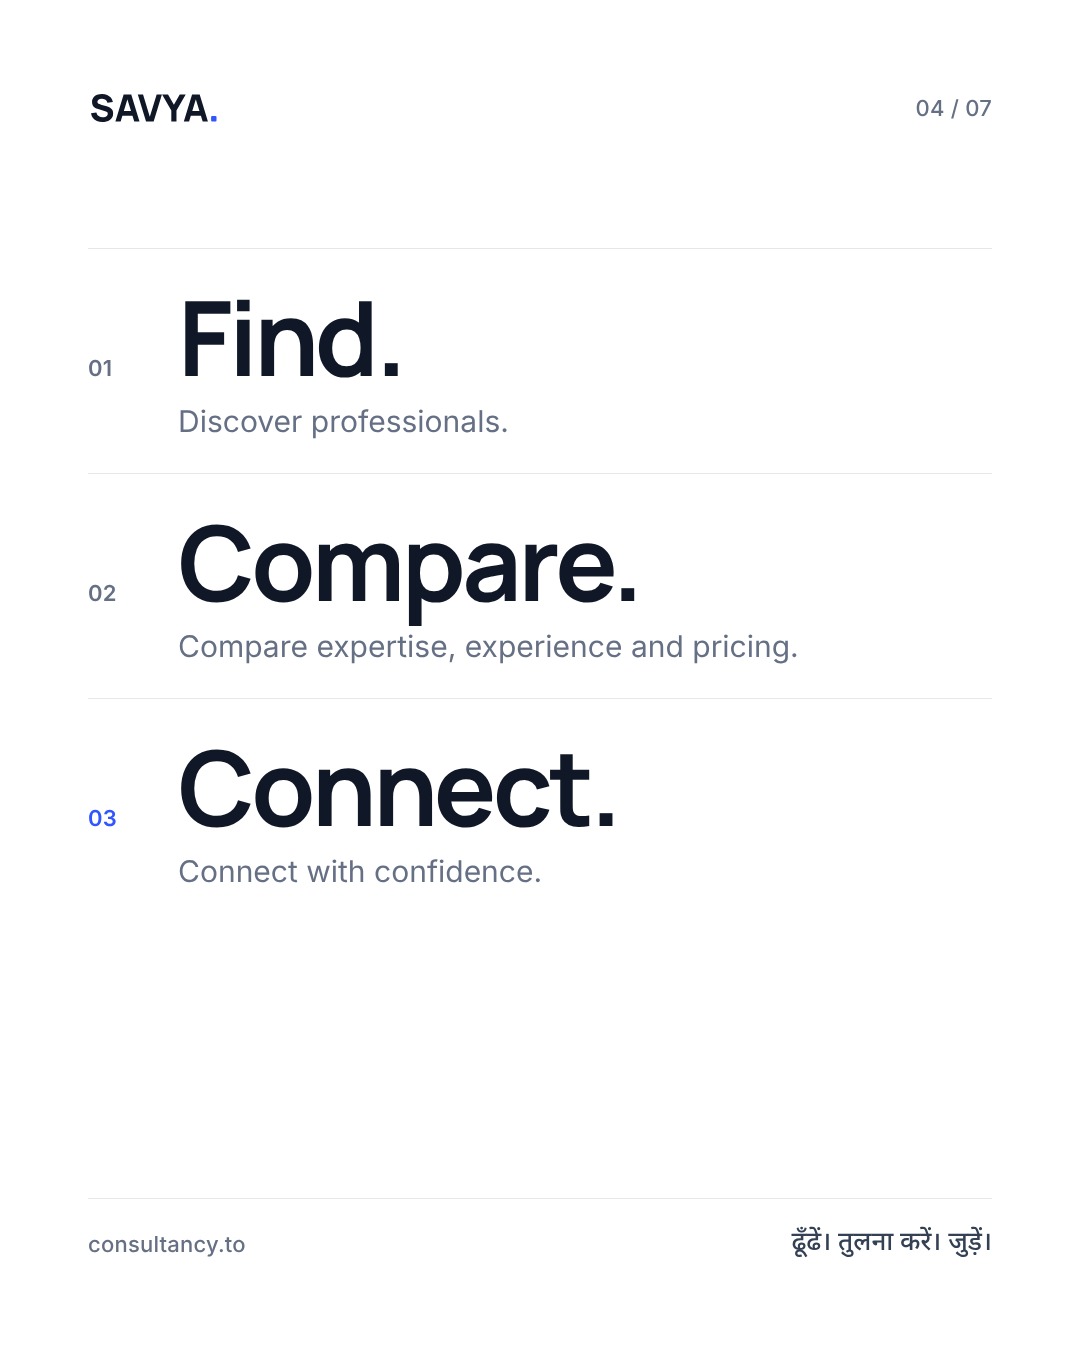 SAVYA.
04 / 07
Find.
01
Discover professionals.
Compare.
02
Compare expertise, experience and pricing.
Connect.
03
Connect with confidence.
consultancy.to
ढूँढें। तुलना करें। जुड़ें।